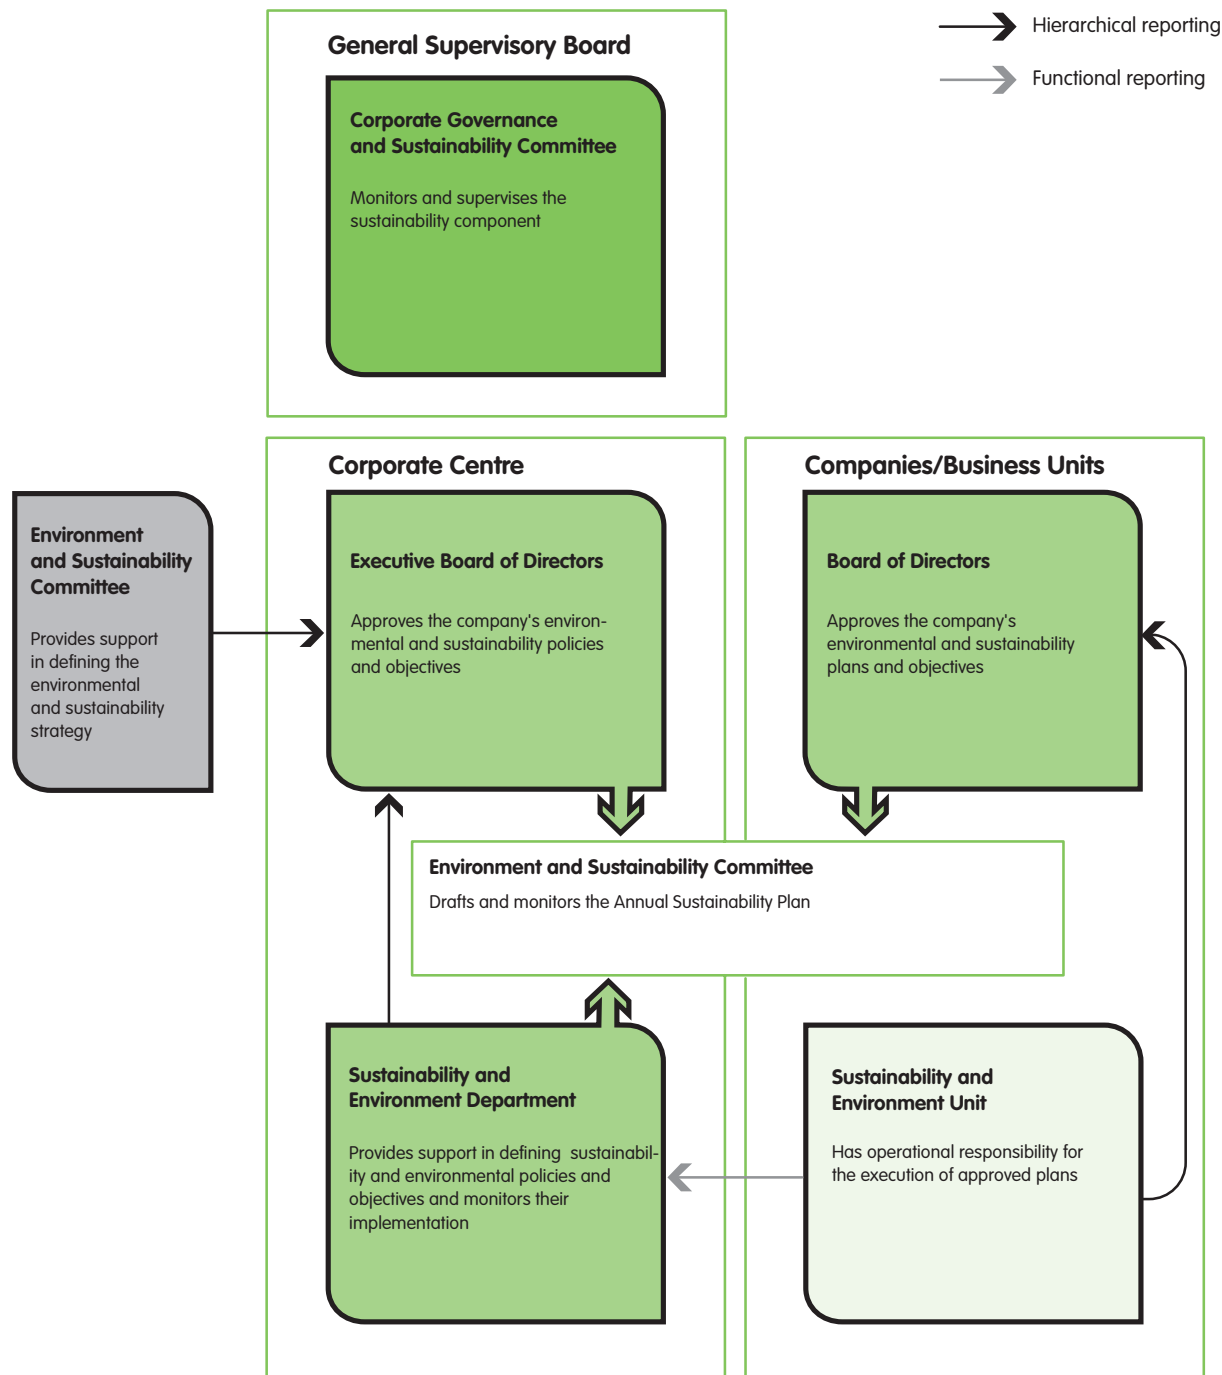 General Supervisory Board
Corporate Governance
and Sustainability Committee
Monitors and supervises the
sustainability component
Hierarchical reporting
Functional reporting
Environment
and Sustainability
Committee
Provides support
in defining the
environmental
and sustainability
strategy
Corporate Centre
Executive Board of Directors
Approves the company's environ-
mental and sustainability policies
and objectives
Companies/Business Units
Board of Directors
Approves the company's
environmental and sustainability
plans and objectives
Environment and Sustainability Committee
Drafts and monitors the Annual Sustainability Plan
Sustainability and
Environment Department
Provides support in defining  sustainabil-
ity and environmental policies and
objectives and monitors their
implementation
Sustainability and
Environment Unit
Has operational responsibility for
the execution of approved plans